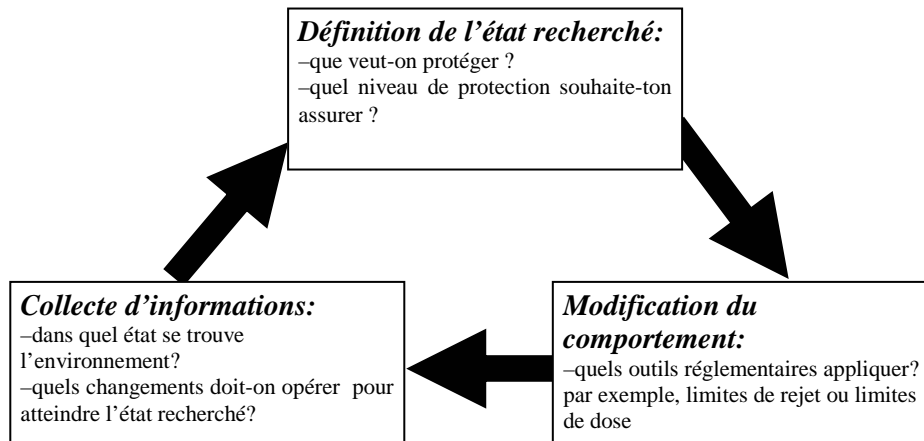 Définition de l'état recherché:
–que veut-on protéger ?
–quel niveau de protection souhaite-ton
assurer ?
Collecte d'informations:
–dans quel état se trouve
l'environnement?
–quels changements doit-on opérer pour
atteindre l'état recherché?
Modification du
comportement:
–quels outils réglementaires appliquer?
par exemple, limites de rejet ou limites
de dose